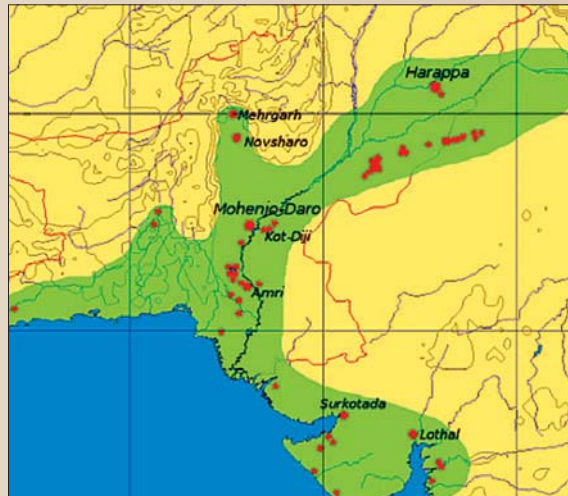 Harappa
Mehrgarh
Novsharo
Mohenjo-Daro
Kot-Diji
Amri
Surkotada
Lothal